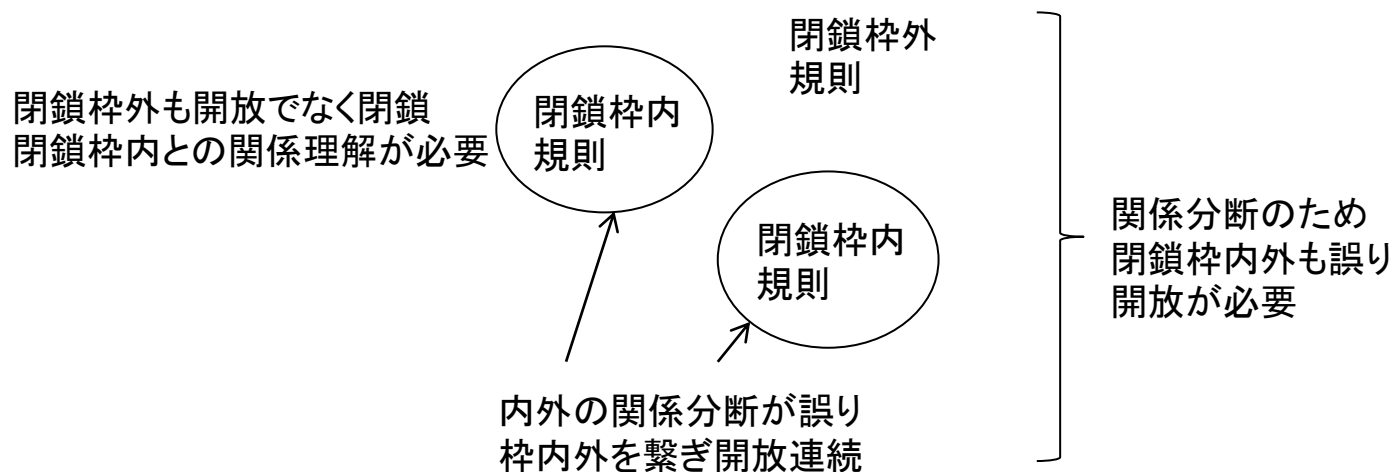 閉鎖枠外
規則
閉鎖枠外も開放でなく閉鎖
閉鎖枠内との関係理解が必要
閉鎖枠内
規則
閉鎖枠内
規則
関係分断のため
閉鎖枠内外も誤り
開放が必要
内外の関係分断が誤り
枠内外を繋ぎ開放連続